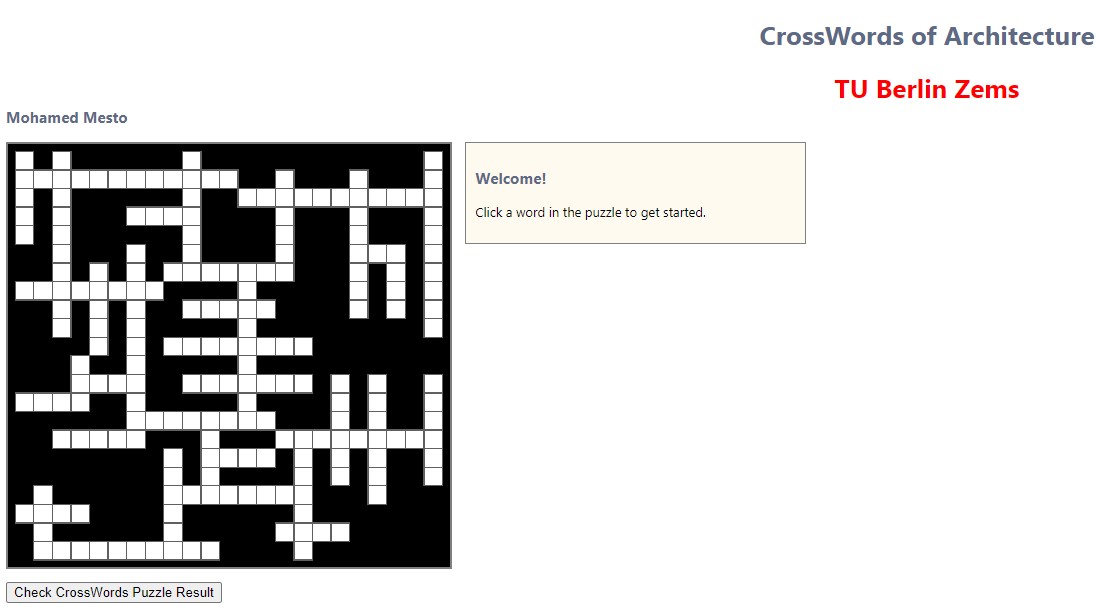 CrossWords of Architecture
TU Berlin Zems
Mohamed Mesto
Welcome!
Click a word in the puzzle to get started.
Check CrossWords Puzzle Result